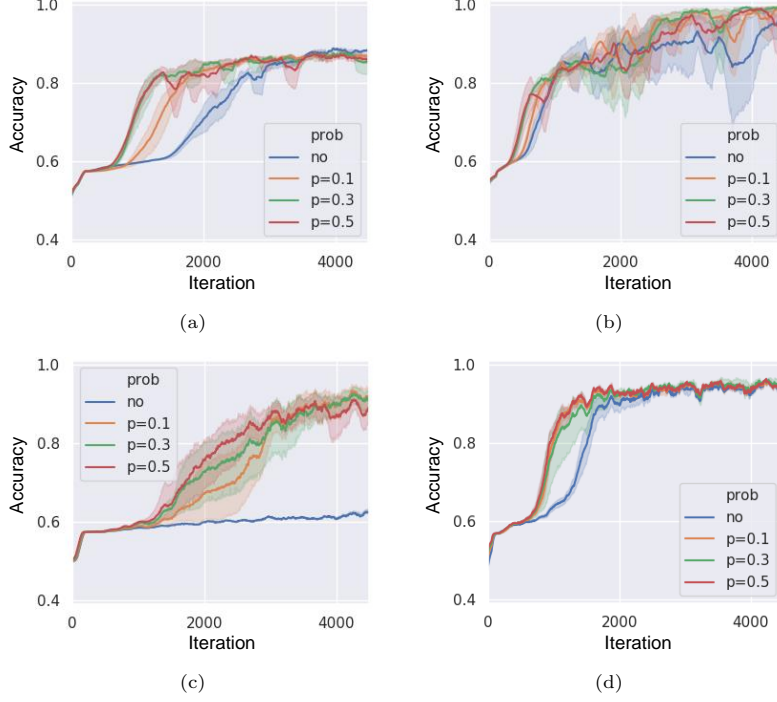 1.0
0.8
0.6
0.4
Accuracy
prob
no
p=0.1
p=0.3
p=0.5
0
2000
4000
Iteration
(a)
1.0
0.8
0.6
0.4
Accuracy
prob
no
p=0.1
p=0.3
p=0.5
0
2000
4000
Iteration
(b)
1.0
0.8
0.6
0.4
Accuracy
prob
no
p=0.1
p=0.3
p=0.5
0
2000
4000
Iteration
(c)
1.0
0.8
0.6
0.4
Accuracy
prob
no
p=0.1
p=0.3
p=0.5
0
2000
4000
Iteration
(d)